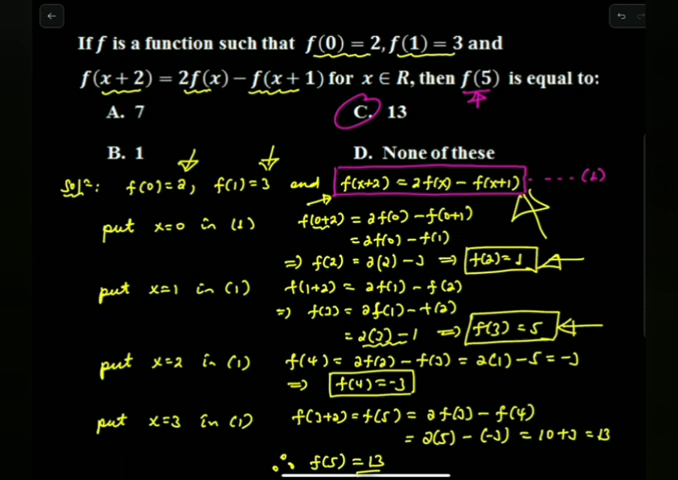 If f is a function such that f(0) = 2, f(1) = 3 and
f(x + 2) = 2f(x) − f(x + 1) for x ∈ R, then f(5) is equal to:
A. 7
C. 13
B. 1
D. None of these
Solⁿ: f(0)=2, f(1)=3 and f(x+2) = 2f(x) − f(x+1) ---- (1)
put x=0 in (1) f(0+2) = 2f(0) − f(0+1)
= 2f(0) − f(1)
=> f(2) = 2(2) − 3 => f(2)=1
put x=1 in (1) f(1+2) = 2f(1) − f(2)
=> f(3) = 2f(1) − f(2)
= 2(3) − 1 => f(3) = 5
put x=2 in (1) f(4) = 2f(2) − f(3) = 2(1) − 5 = −3
=> f(4) = −3
put x=3 in (1) f(3+2) = f(5) = 2f(3) − f(4)
= 2(5) − (−3) = 10+3 = 13
∴ f(5) = 13